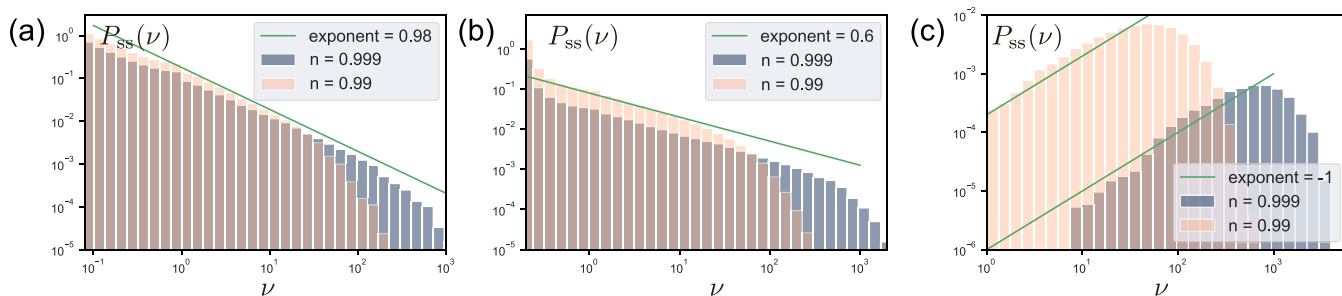 (a)
P_ss(ν)
exponent = 0.98
n = 0.999
n = 0.99
10^0
10^-1
10^-2
10^-3
10^-4
10^-5
10^-1 10^0 10^1 10^2 10^3
ν
(b)
P_ss(ν)
exponent = 0.6
n = 0.999
n = 0.99
10^0
10^-1
10^-2
10^-3
10^-4
10^-5
10^0 10^1 10^2 10^3
ν
(c)
P_ss(ν)
10^-2
10^-3
10^-4
10^-5
10^-6
exponent = -1
n = 0.999
n = 0.99
10^0 10^1 10^2 10^3
ν